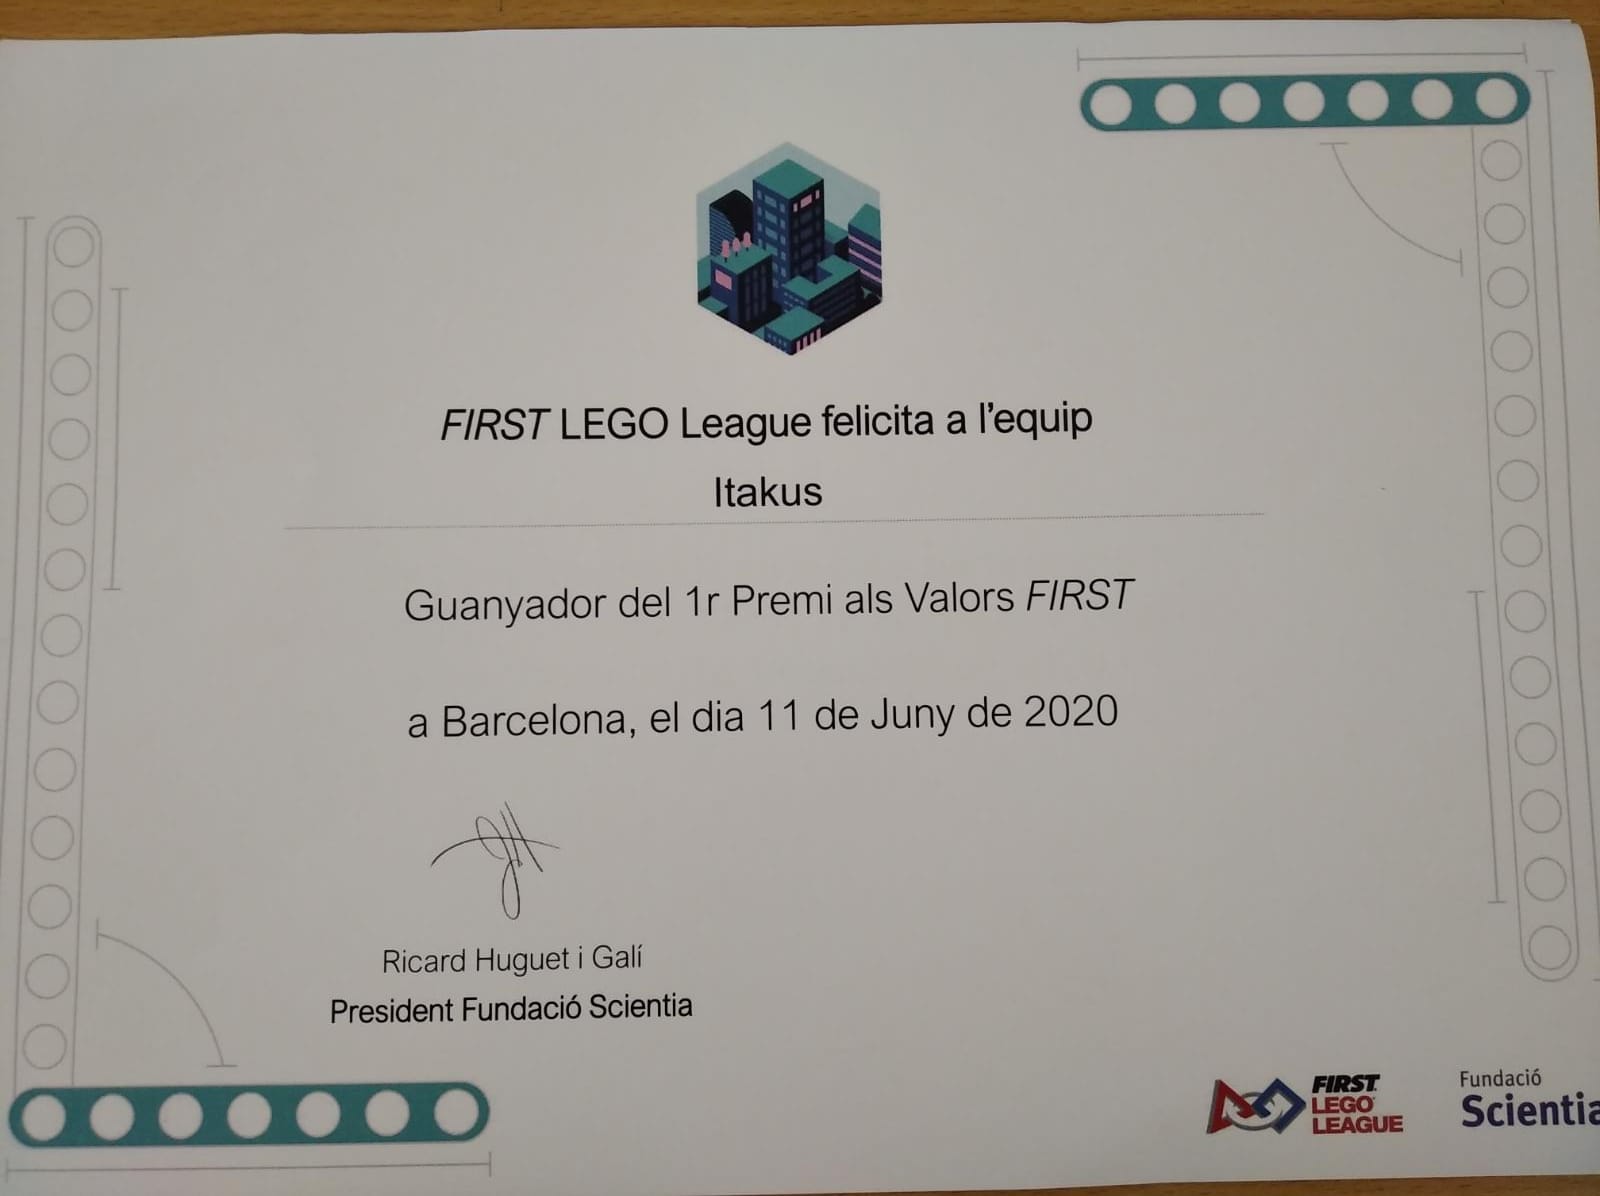 FIRST LEGO League felicita a l'equip
Itakus
Guanyador del 1r Premi als Valors FIRST
a Barcelona, el dia 11 de Juny de 2020
Ricard Huguet i Galí
President Fundació Scientia
FIRST
LEGO
LEAGUE
Fundació
Scientia